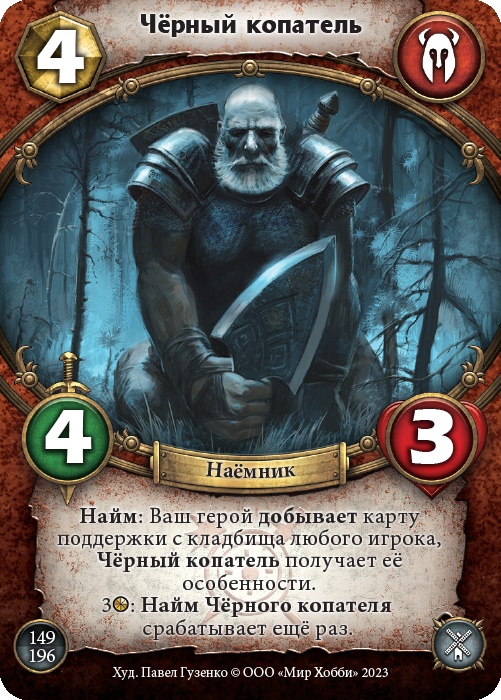 4
Чёрный копатель
4
3
Наёмник
Найм: Ваш герой добывает карту
поддержки с кладбища любого игрока,
Чёрный копатель получает её
особенности.
3: Найм Чёрного копателя
срабатывает ещё раз.
149
196
Худ. Павел Гузенко © ООО «Мир Хобби» 2023